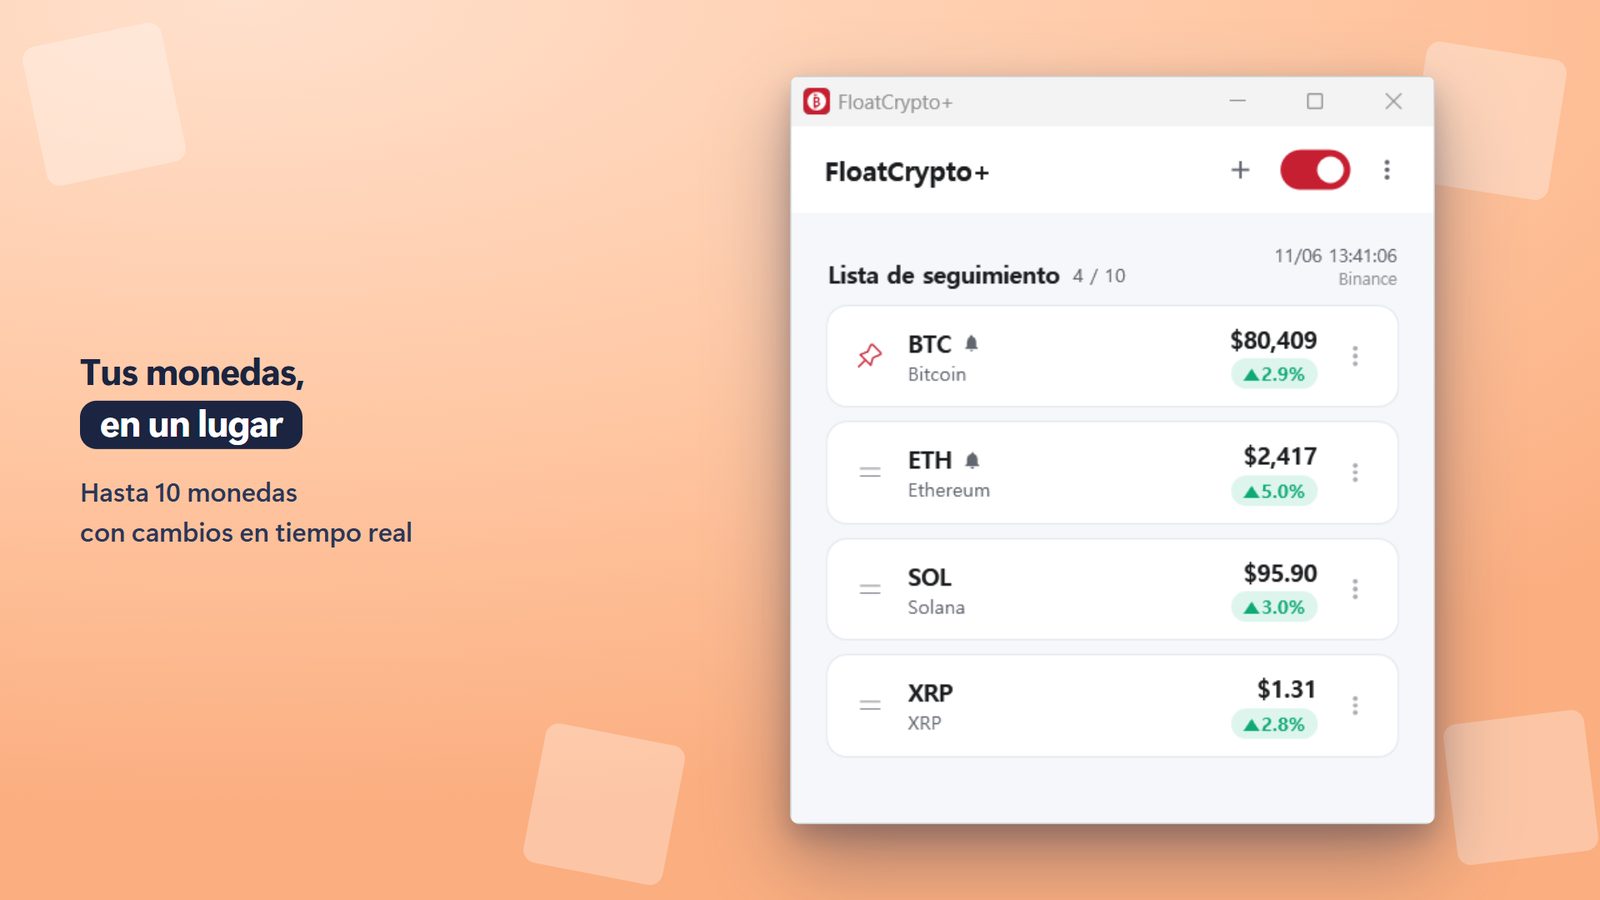 Tus monedas,
en un lugar
Hasta 10 monedas
con cambios en tiempo real
FloatCrypto+
FloatCrypto+
11/06 13:41:06
Binance
Lista de seguimiento 4 / 10
BTC
Bitcoin
$80,409
▲2.9%
ETH
Ethereum
$2,417
▲5.0%
SOL
Solana
$95.90
▲3.0%
XRP
XRP
$1.31
▲2.8%